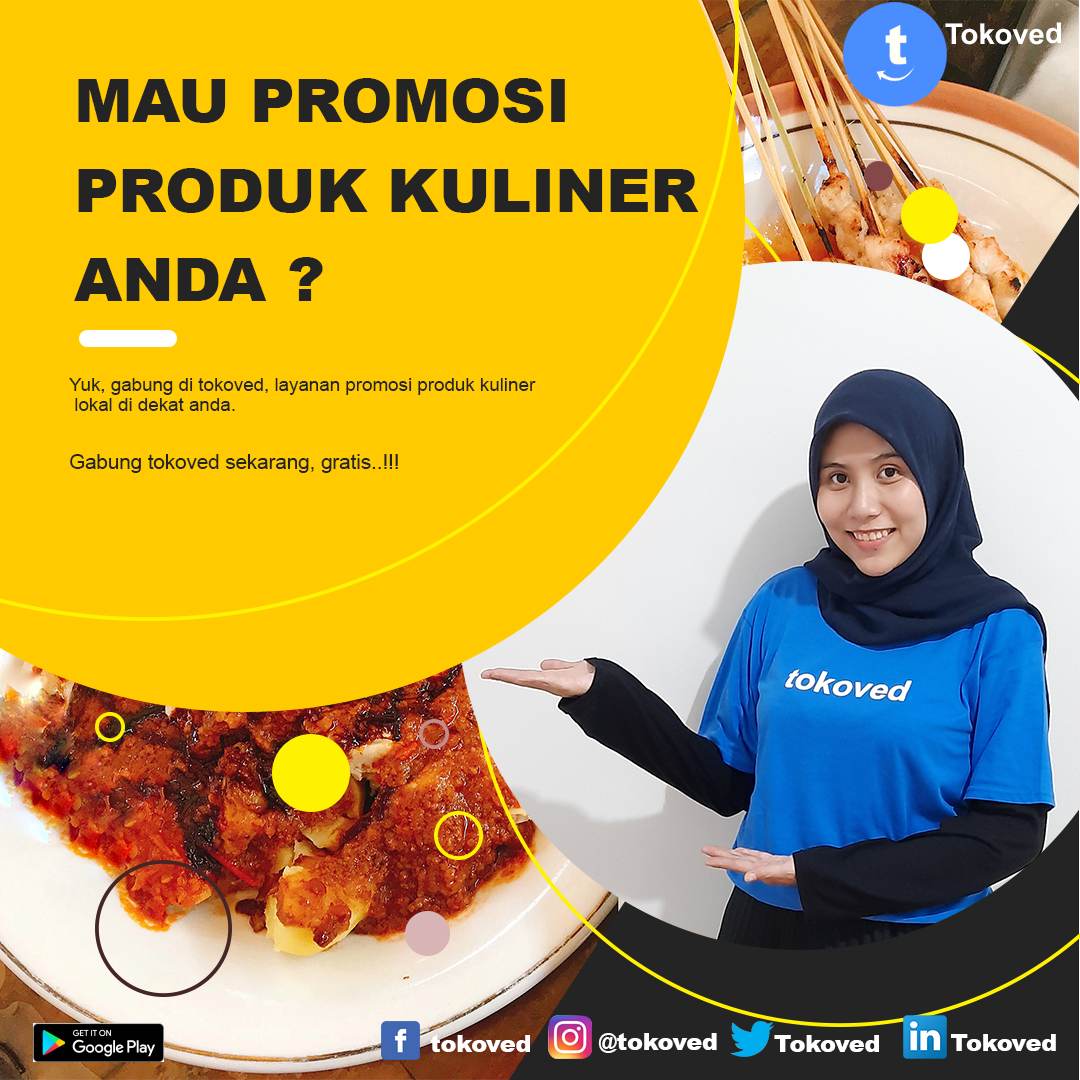 t Tokoved
MAU PROMOSI
PRODUK KULINER
ANDA ?
Yuk, gabung di tokoved, layanan promosi produk kuliner
lokal di dekat anda.
Gabung tokoved sekarang, gratis..!!!
tokoved
GET IT ON
Google Play
f tokoved
@tokoved
Tokoved
in Tokoved